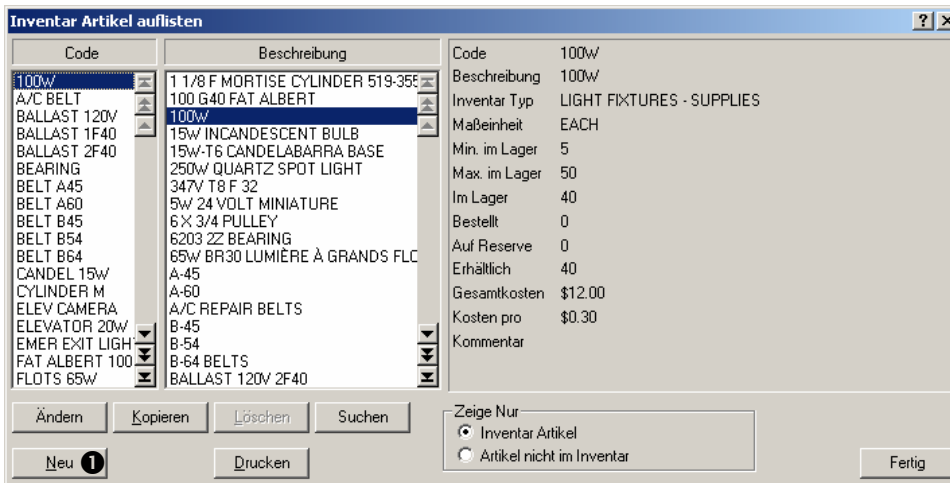 Inventar Artikel auflisten
Code
100W
A/C BELT
BALLAST 120V
BALLAST 1F40
BALLAST 2F40
BEARING
BELT A45
BELT A60
BELT B45
BELT B54
BELT B64
CANDEL 15W
CYLINDER M
ELEV CAMERA
ELEVATOR 20W
EMER EXIT LIGH
FAT ALBERT 100
FLOTS 65W
Beschreibung
1 1/8 F MORTISE CYLINDER 519-355
100 G40 FAT ALBERT
100W
15W INCANDESCENT BULB
15W-T6 CANDELABARRA BASE
250W QUARTZ SPOT LIGHT
347V T8 F 32
5W 24 VOLT MINIATURE
6 X 3/4 PULLEY
6203 2Z BEARING
65W BR30 LUMIÈRE À GRANDS FLO
A-45
A-60
A/C REPAIR BELTS
B-45
B-54
B-64 BELTS
BALLAST 120V 2F40
Code 100W
Beschreibung 100W
Inventar Typ LIGHT FIXTURES - SUPPLIES
Maßeinheit EACH
Min. im Lager 5
Max. im Lager 50
Im Lager 40
Bestellt 0
Auf Reserve 0
Erhältlich 40
Gesamtkosten $12.00
Kosten pro $0.30
Kommentar
Ändern Kopieren Löschen Suchen
Neu 1 Drucken
Zeige Nur
Inventar Artikel
Artikel nicht im Inventar
Fertig